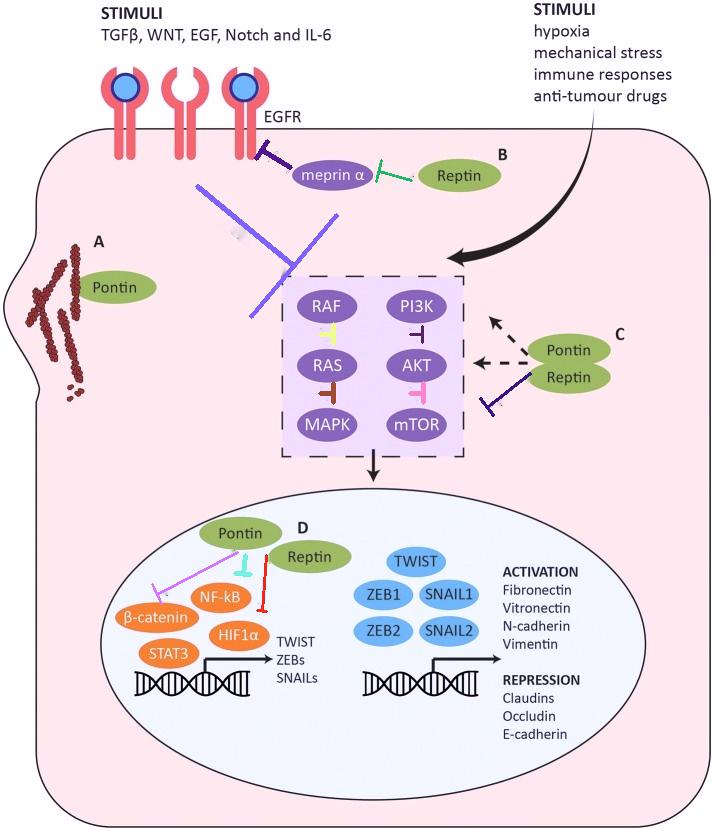 STIMULI
TGFβ, WNT, EGF, Notch and IL-6
STIMULI
hypoxia
mechanical stress
immune responses
anti-tumour drugs
EGFR
meprin α
Reptin
B
A
Pontin
RAF
PI3K
RAS
AKT
MAPK
mTOR
Pontin
Reptin
C
Pontin
D
Reptin
NF-kB
β-catenin
HIF1α
STAT3
TWIST
ZEBs
SNAILs
TWIST
ZEB1
SNAIL1
ZEB2
SNAIL2
ACTIVATION
Fibronectin
Vitronectin
N-cadherin
Vimentin
REPRESSION
Claudins
Occludin
E-cadherin